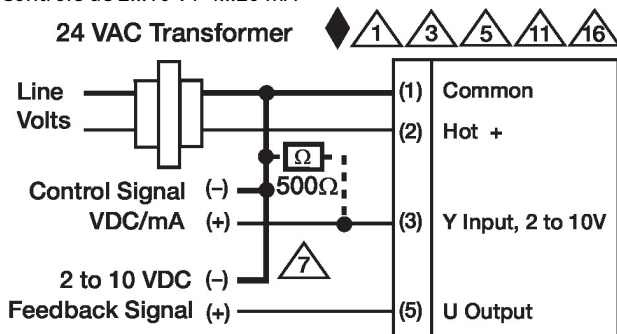 24 VAC Transformer 1 3 5 11 16
Line
Volts
(1) Common
(2) Hot +
Ω
500Ω
Control Signal (–)
VDC/mA (+)
(3) Y Input, 2 to 10V
7
2 to 10 VDC (–)
Feedback Signal (+)
(5) U Output